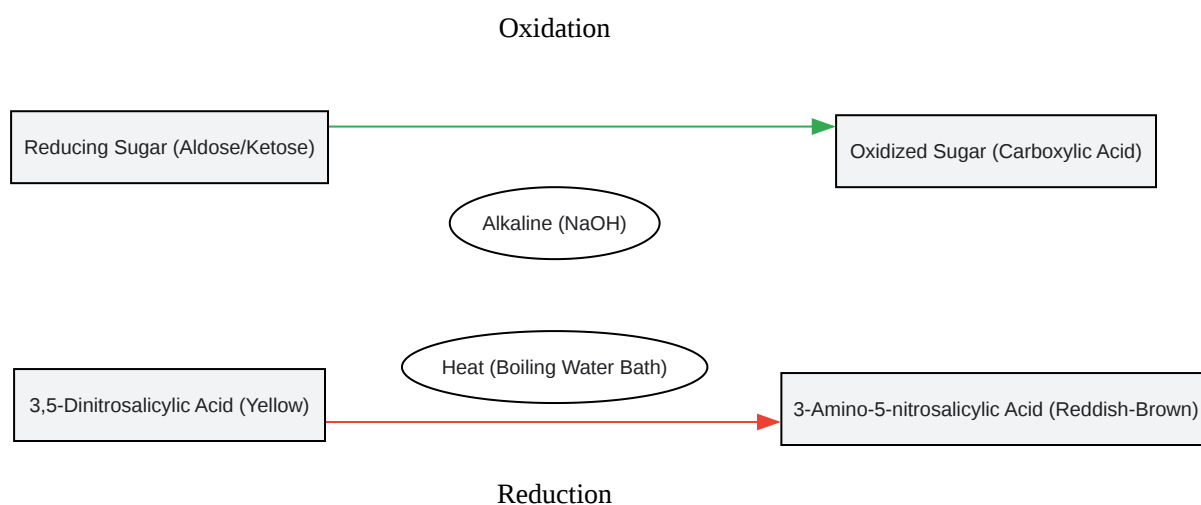 Oxidation
Reducing Sugar (Aldose/Ketose)
Oxidized Sugar (Carboxylic Acid)
Alkaline (NaOH)
Heat (Boiling Water Bath)
3,5-Dinitrosalicylic Acid (Yellow)
3-Amino-5-nitrosalicylic Acid (Reddish-Brown)
Reduction